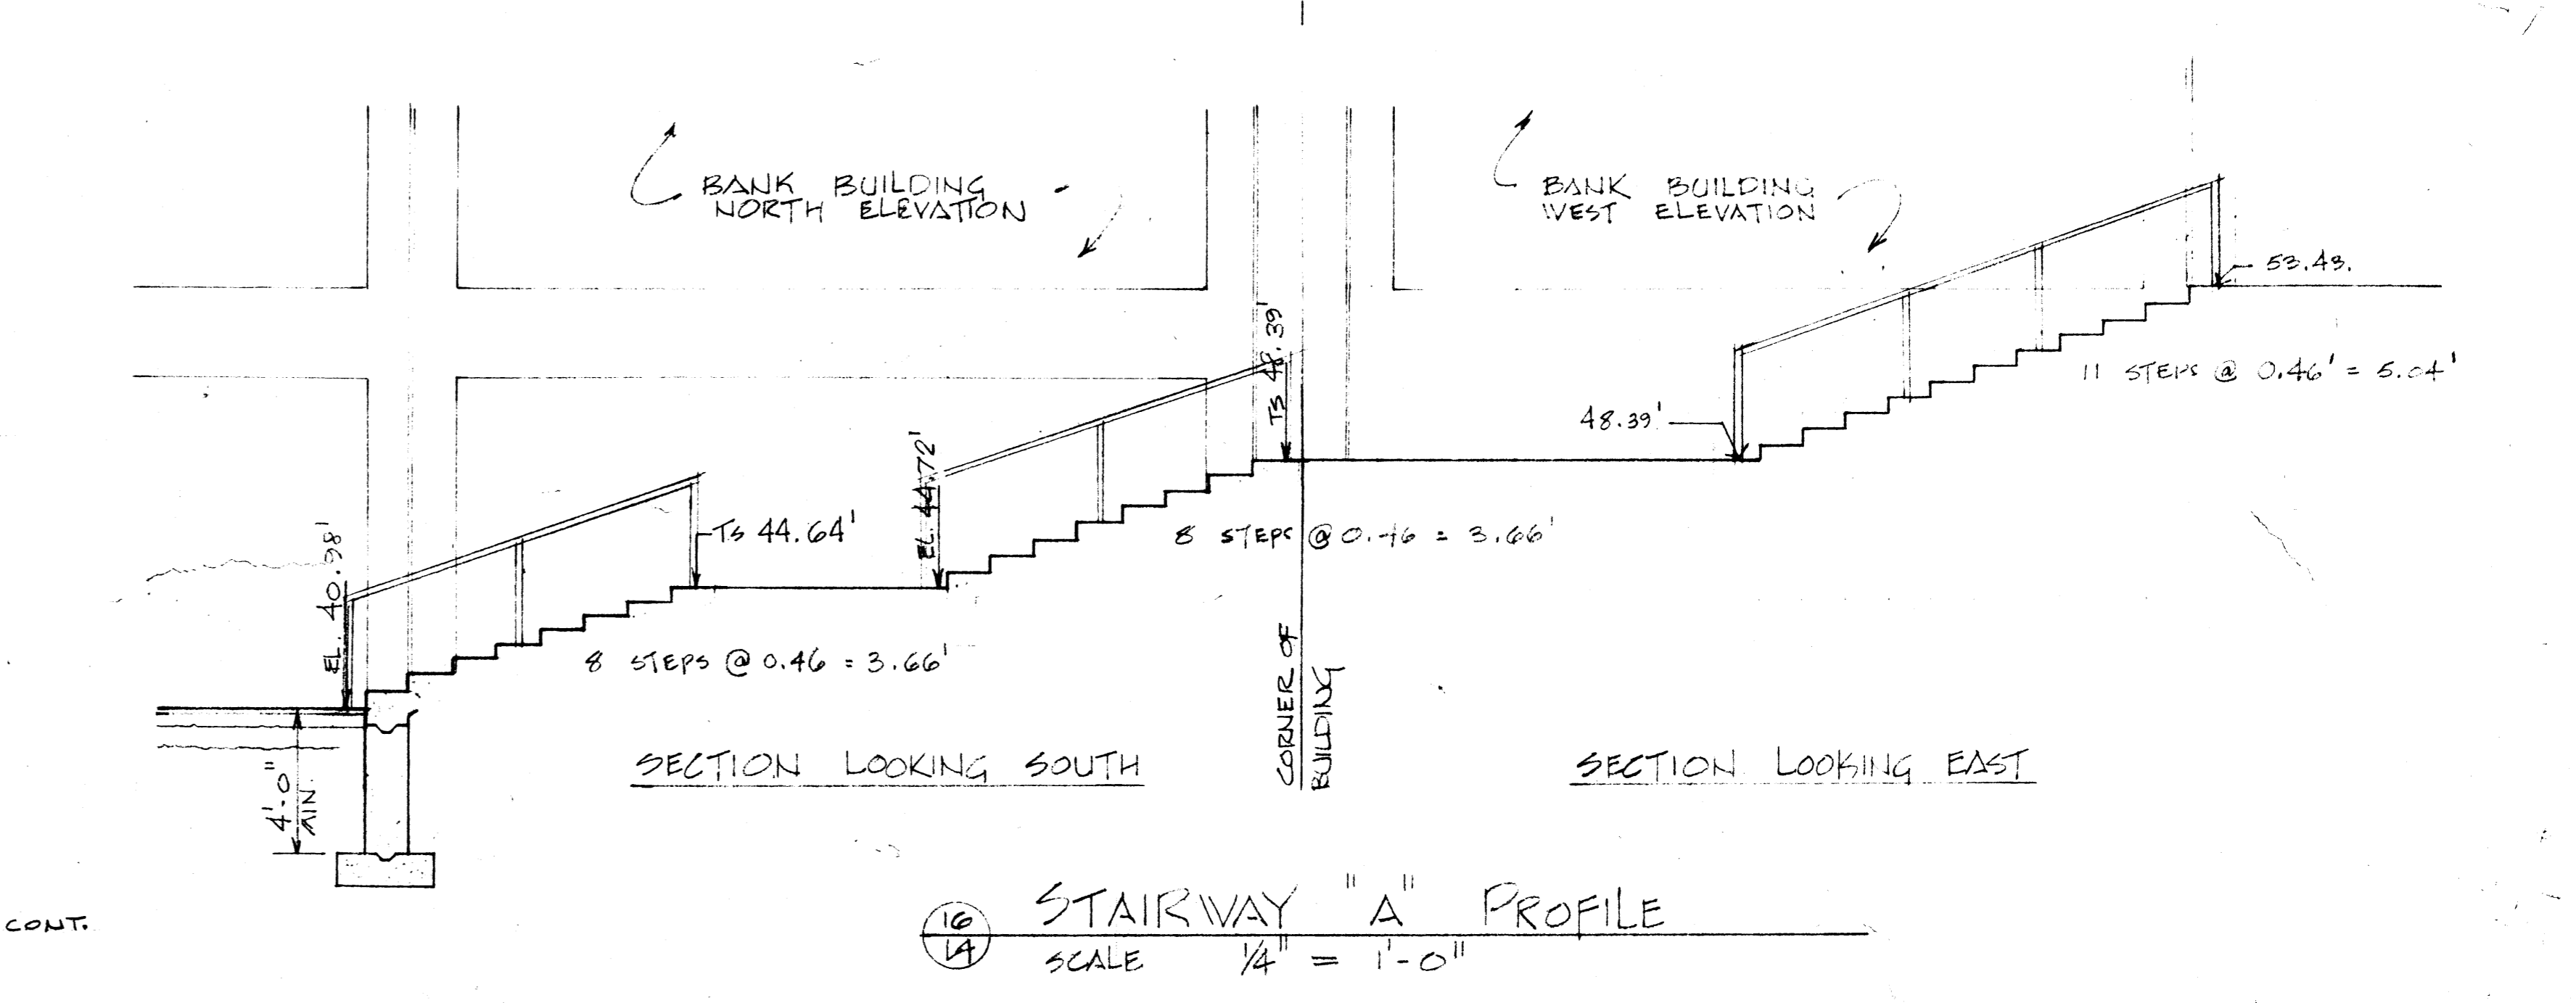 BANK BUILDING
NORTH ELEVATION
BANK BUILDING
WEST ELEVATION
53.43.
TS 48.39'
11 STEPS @ 0.46' = 5.04'
48.39'
EL. 44.72'
TS 44.64'
8 STEPS @ 0.46 = 3.66'
EL. 40.98'
8 STEPS @ 0.46 = 3.66'
CORNER OF
BUILDING
SECTION LOOKING SOUTH
SECTION LOOKING EAST
4'-0"
MIN
16
14
STAIRWAY "A" PROFILE
SCALE 1/4" = 1'-0"
CONT.